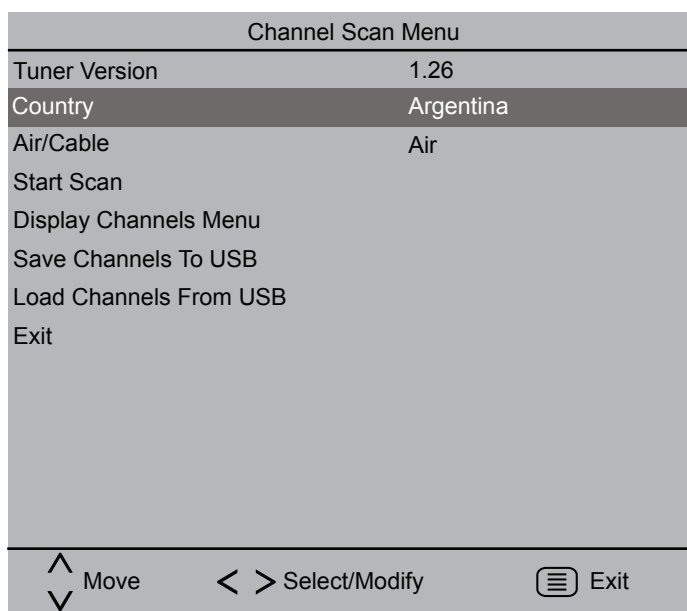 Channel Scan Menu
Tuner Version 1.26
Country Argentina
Air/Cable Air
Start Scan
Display Channels Menu
Save Channels To USB
Load Channels From USB
Exit
Move Select/Modify Exit